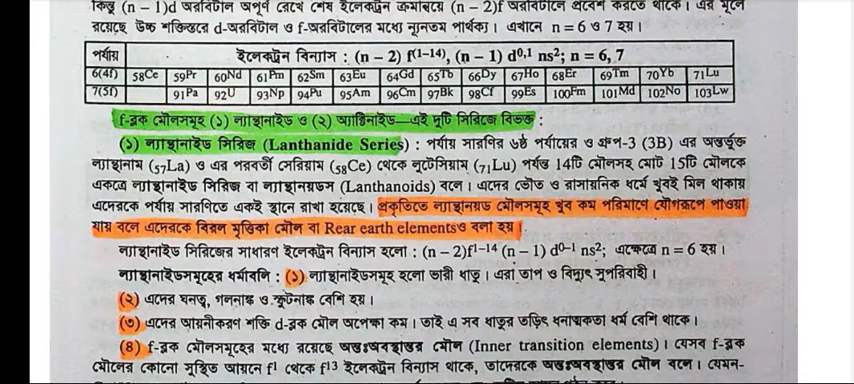 কিন্তু (n – 1)d অরবিটাল অপূর্ণ রেখে শেষ ইলেকট্রন ক্রমান্বয়ে (n – 2)f অরবিটালে প্রবেশ করতে থাকে। এর মূলে
রয়েছে উচ্চ শক্তিস্তরে d-অরবিটাল ও f-অরবিটালের মধ্যে ন্যূনতম পার্থক্য। এখানে n = 6 ও 7 হয়।
পর্যায় ইলেকট্রন বিন্যাস : (n – 2) f(1–14), (n – 1) d0,1 ns2; n = 6, 7
6(4f) 58Ce 59Pr 60Nd 61Pm 62Sm 63Eu 64Gd 65Tb 66Dy 67Ho 68Er 69Tm 70Yb 71Lu
7(5f) 91Pa 92U 93Np 94Pu 95Am 96Cm 97Bk 98Cf 99Es 100Fm 101Md 102No 103Lw
f-ব্লক মৌলসমূহ (১) ল্যান্থানাইড ও (২) অ্যাক্টিনাইড—এই দুটি সিরিজে বিভক্ত :
(১) ল্যান্থানাইড সিরিজ (Lanthanide Series) : পর্যায় সারণির ৬ষ্ঠ পর্যায়ের ও গ্রুপ-3 (3B) এর অন্তর্ভুক্ত
ল্যান্থানাম (57La) ও এর পরবর্তী সেরিয়াম (58Ce) থেকে লুটেসিয়াম (71Lu) পর্যন্ত 14টি মৌলসহ মোট 15টি মৌলকে
একত্রে ল্যান্থানাইড সিরিজ বা ল্যান্থানয়ডস (Lanthanoids) বলে। এদের ভৌত ও রাসায়নিক ধর্মে খুবই মিল থাকায়
এদেরকে পর্যায় সারণিতে একই স্থানে রাখা হয়েছে। প্রকৃতিতে ল্যান্থানয়ড মৌলসমূহ খুব কম পরিমাণে যৌগরূপে পাওয়া
যায় বলে এদেরকে বিরল মৃত্তিকা মৌল বা Rear earth elementsও বলা হয়।
ল্যান্থানাইড সিরিজের সাধারণ ইলেকট্রন বিন্যাস হলো : (n – 2)f1–14 (n – 1) d0–1 ns2; এক্ষেত্রে n = 6 হয়।
ল্যান্থানাইডসমূহের ধর্মাবলি : (১) ল্যান্থানাইডসমূহ হলো ভারী ধাতু। এরা তাপ ও বিদ্যুৎ সুপরিবাহী।
(২) এদের ঘনত্ব, গলনাঙ্ক ও স্ফুটনাঙ্ক বেশি হয়।
(৩) এদের আয়নীকরণ শক্তি d-ব্লক মৌল অপেক্ষা কম। তাই এ সব ধাতুর তড়িৎ ধনাত্মকতা ধর্ম বেশি থাকে।
(4) f-ব্লক মৌলসমূহের মধ্যে রয়েছে অন্তঃঅবস্থান্তর মৌল (Inner transition elements)। যেসব f-ব্লক
মৌলের কোনো সুস্থিত আয়নে f1 থেকে f13 ইলেকট্রন বিন্যাস থাকে, তাদেরকে অন্তঃঅবস্থান্তর মৌল বলে। যেমন-